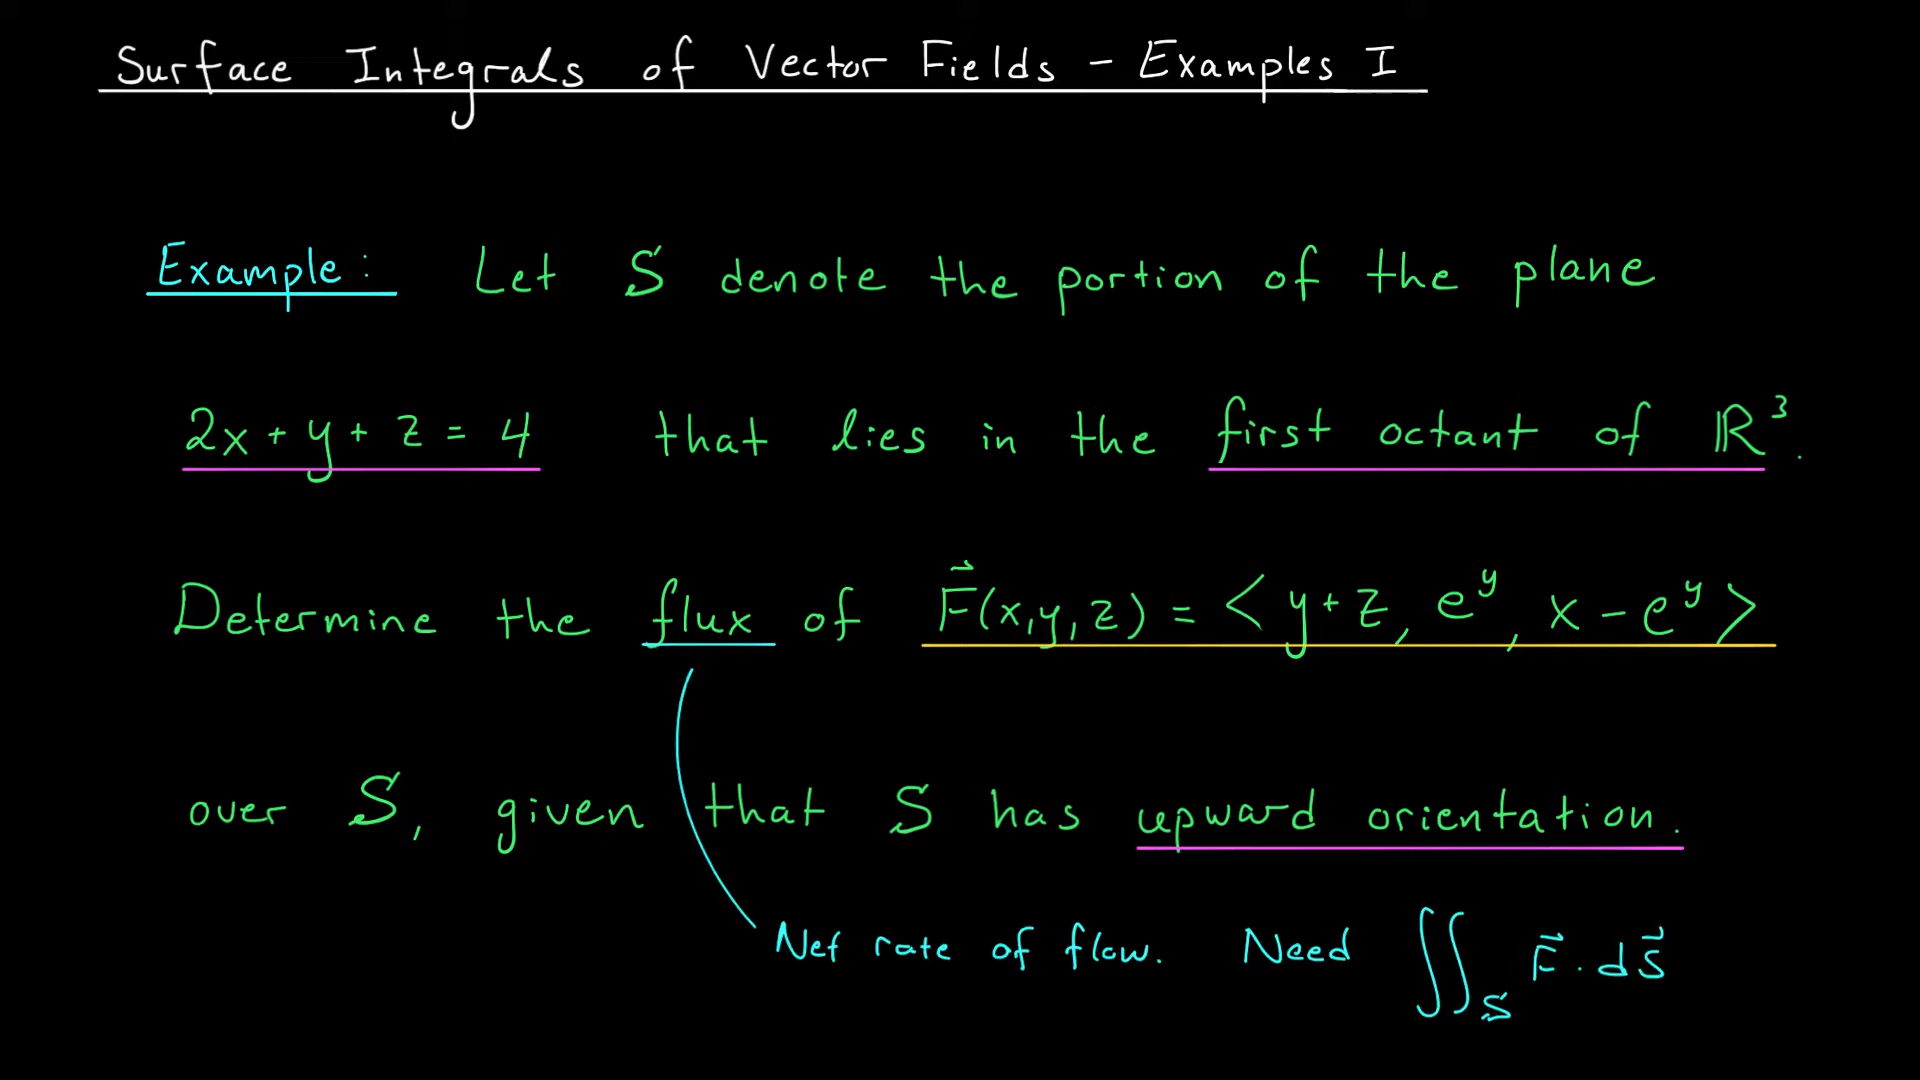 Surface Integrals of Vector Fields - Examples I
Example: Let S denote the portion of the plane
2x + y + z = 4 that lies in the first octant of ℝ³.
Determine the flux of F⃗(x,y,z) = <y+z, e^y, x-e^y>
over S, given that S has upward orientation.
Net rate of flow. Need ∬_S F⃗ · dS⃗